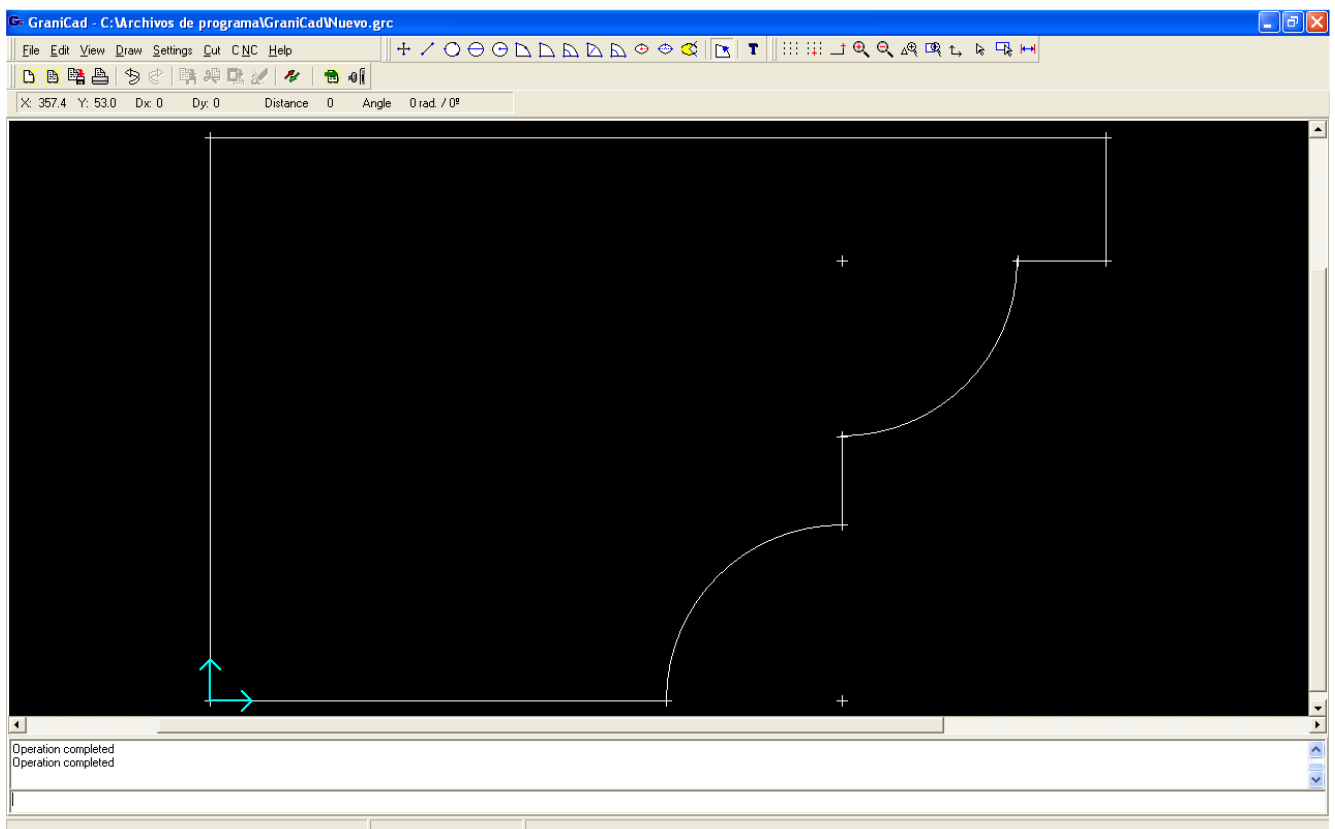 GraniCad - C:\Archivos de programa\GraniCad\Nuevo.grc
File Edit View Draw Settings Cut CNC Help
T
X: 357.4 Y: 53.0 Dx: 0 Dy: 0 Distance 0 Angle 0 rad. / 0º
Operation completed
Operation completed